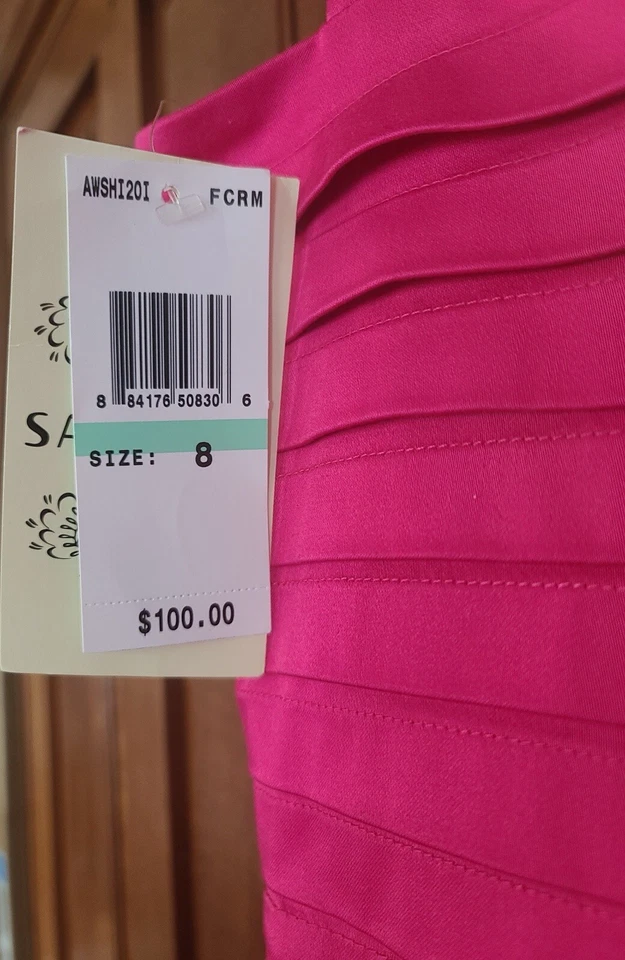 AWSHI20I FCRM
8 84176 50830 6
SIZE: 8
$100.00
SA